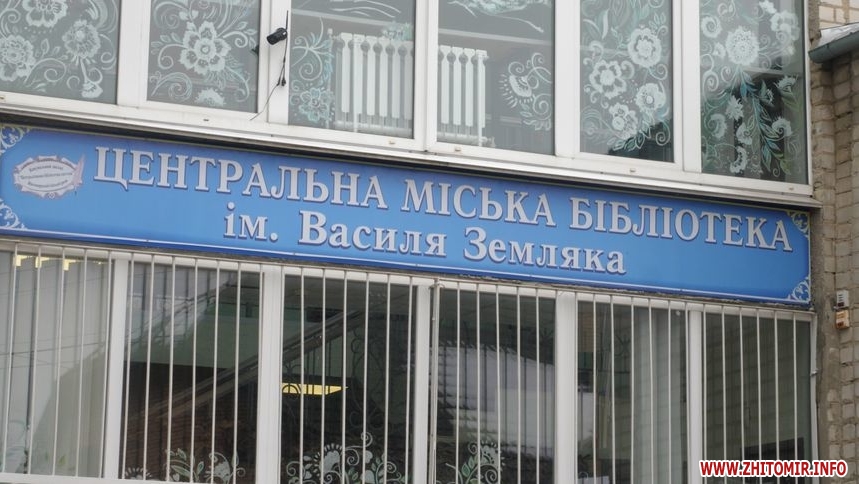 ЦЕНТРАЛЬНА МІСЬКА БІБЛІОТЕКА
ім. Василя Земляка
WWW.ZHITOMIR.INFO